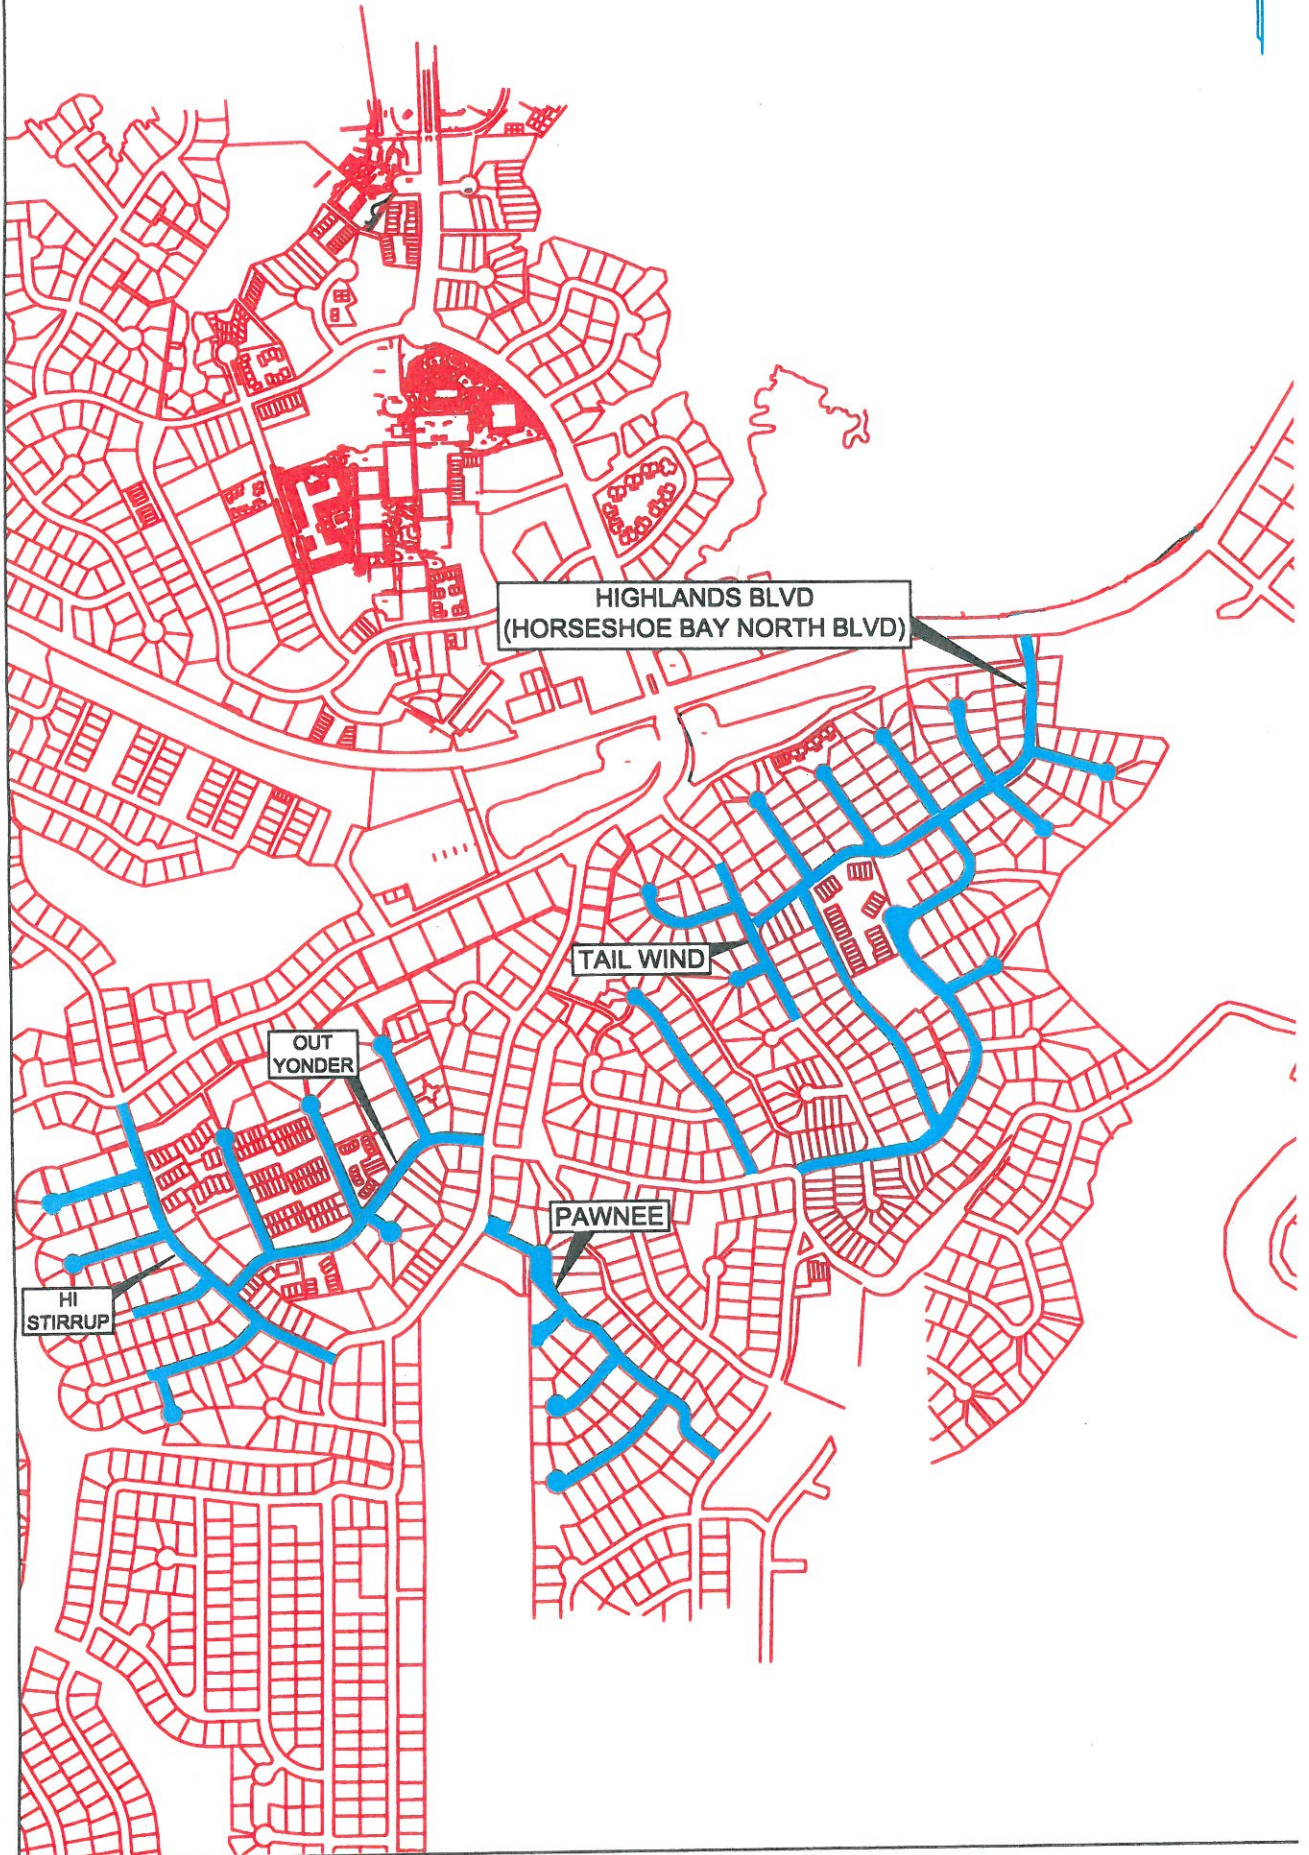 HIGHLANDS BLVD
(HORSESHOE BAY NORTH BLVD)
TAIL WIND
OUT
YONDER
PAWNEE
HI
STIRRUP